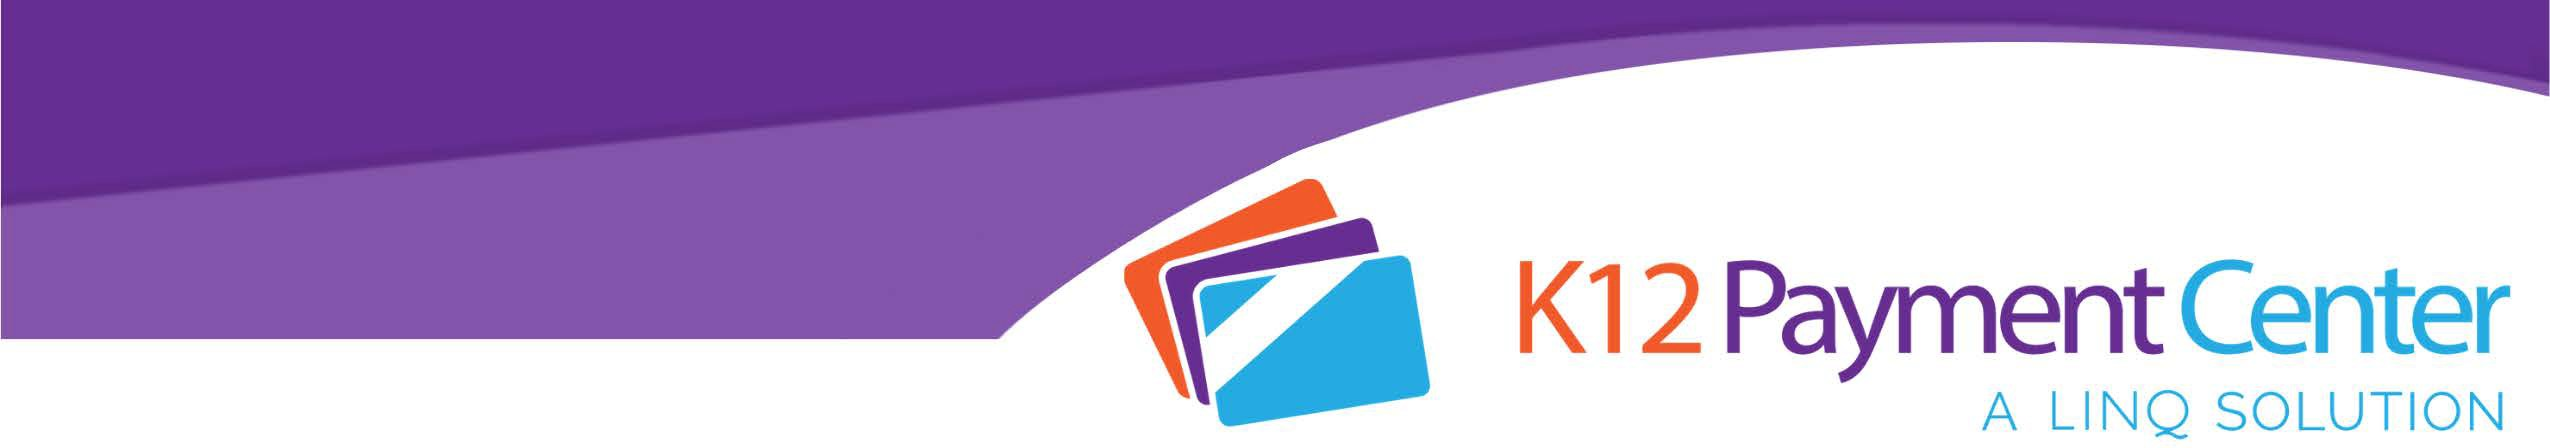 K12 Payment Center
A LINQ SOLUTION